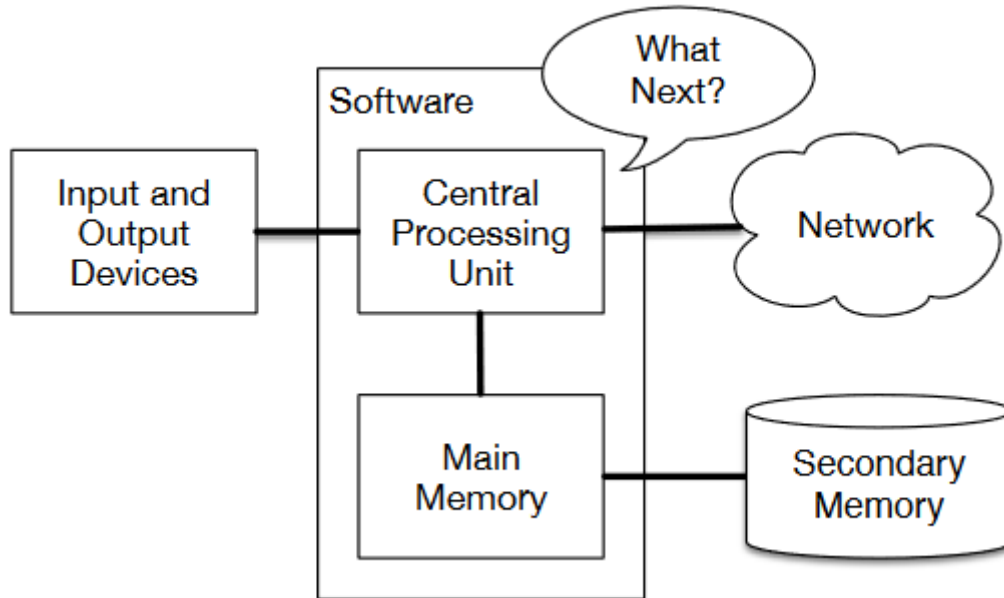 What
Next?
Software
Input and
Output
Devices
Central
Processing
Unit
Network
Main
Memory
Secondary
Memory